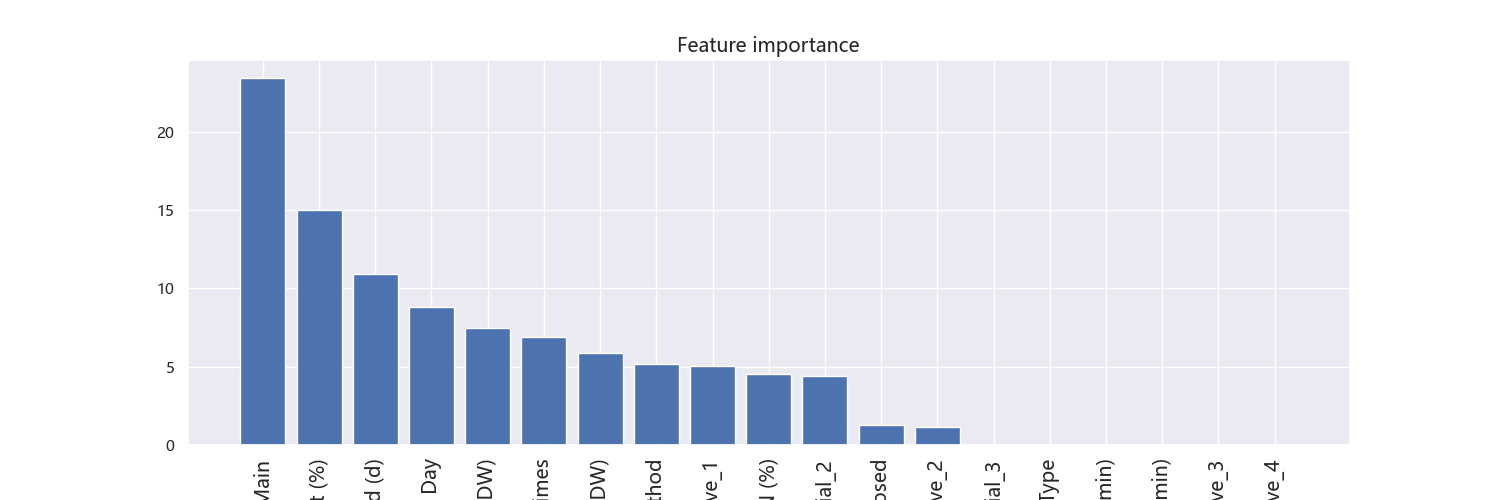 Feature importance
20
15
10
5
0
Main
t (%)
d (d)
Day
DW)
imes
DW)
thod
ve_1
(%)
ial_2
osed
ve_2
ial_3
Type
min)
min)
ve_3
ve_4